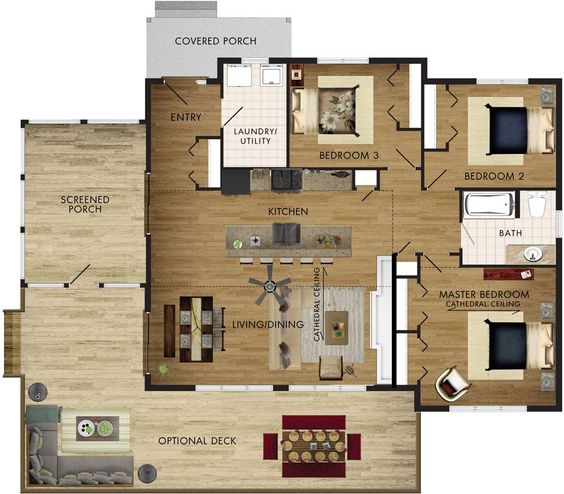 COVERED PORCH
ENTRY
LAUNDRY/
UTILITY
BEDROOM 3
BEDROOM 2
SCREENED
PORCH
KITCHEN
BATH
LIVING/DINING
CATHEDRAL CEILING
MASTER BEDROOM
CATHEDRAL CEILING
OPTIONAL DECK